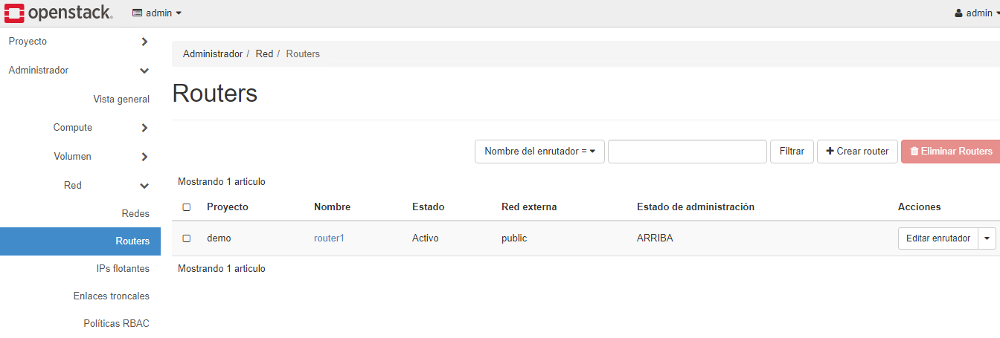 openstack. admin admin
Proyecto
Administrador
Vista general
Compute
Volumen
Red
Redes
Routers
IPs flotantes
Enlaces troncales
Políticas RBAC
Administrador / Red / Routers
Routers
Nombre del enrutador = Filtrar Crear router Eliminar Routers
Mostrando 1 articulo
Proyecto Nombre Estado Red externa Estado de administración Acciones
demo router1 Activo public ARRIBA Editar enrutador
Mostrando 1 articulo